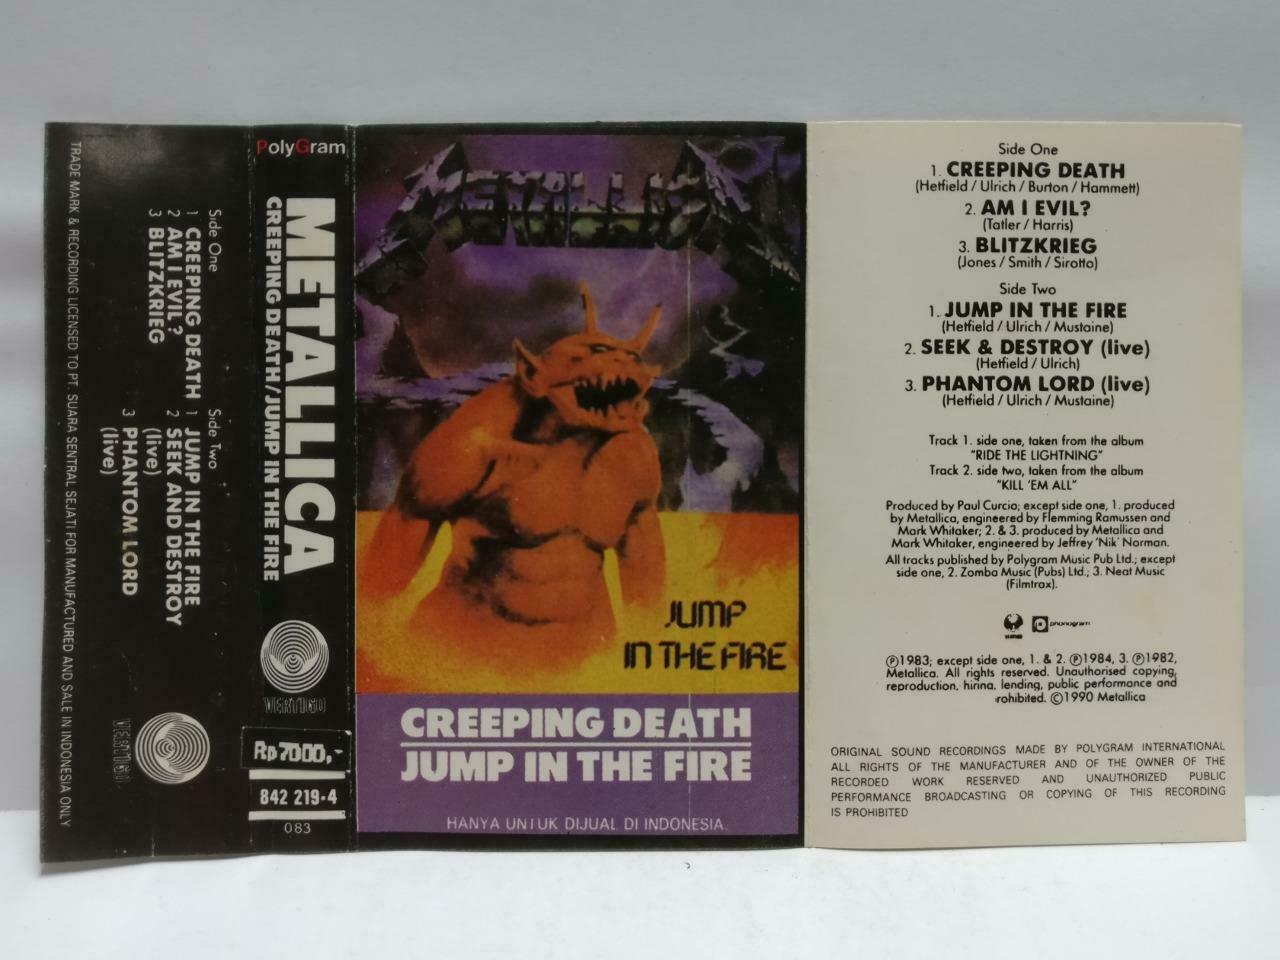 TRADE MARK & RECORDING LICENSED TO PT. SUARA SENTRAL SEJATI FOR MANUFACTURED AND SALE IN INDONESIA ONLY
Side One
1 CREEPING DEATH
2 AM I EVIL?
3 BLITZKRIEG
Side Two
1 JUMP IN THE FIRE
2 SEEK AND DESTROY
(live)
3 PHANTOM LORD
(live)
VERTIGO
PolyGram
METALLICA
CREEPING DEATH/JUMP IN THE FIRE
VERTIGO
Rp 7000,-
842 219-4
083
METALLICA
JUMP
IN THE FIRE
CREEPING DEATH
JUMP IN THE FIRE
HANYA UNTUK DIJUAL DI INDONESIA
Side One
1. CREEPING DEATH
(Hetfield / Ulrich / Burton / Hammett)
2. AM I EVIL?
(Tatler / Harris)
3. BLITZKRIEG
(Jones / Smith / Sirotto)
Side Two
1. JUMP IN THE FIRE
(Hetfield / Ulrich / Mustaine)
2. SEEK & DESTROY (live)
(Hetfield / Ulrich)
3. PHANTOM LORD (live)
(Hetfield / Ulrich / Mustaine)
Track 1. side one, taken from the album
"RIDE THE LIGHTNING"
Track 2. side two, taken from the album
"KILL 'EM ALL"
Produced by Paul Curcio; except side one, 1. produced
by Metallica, engineered by Flemming Ramussen and
Mark Whitaker; 2. & 3. produced by Metallica and
Mark Whitaker, engineered by Jeffrey 'Nik' Norman.
All tracks published by Polygram Music Pub Ltd.; except
side one, 2. Zomba Music (Pubs) Ltd.; 3. Neat Music
(Filmtrax).
phonogram
℗1983; except side one, 1. & 2. ℗1984, 3. ℗1982,
Metallica. All rights reserved. Unauthorised copying,
reproduction, hiring, lending, public performance and
rohibited. ©1990 Metallica
ORIGINAL SOUND RECORDINGS MADE BY POLYGRAM INTERNATIONAL
ALL RIGHTS OF THE MANUFACTURER AND OF THE OWNER OF THE
RECORDED WORK RESERVED AND UNAUTHORIZED PUBLIC
PERFORMANCE BROADCASTING OR COPYING OF THIS RECORDING
IS PROHIBITED